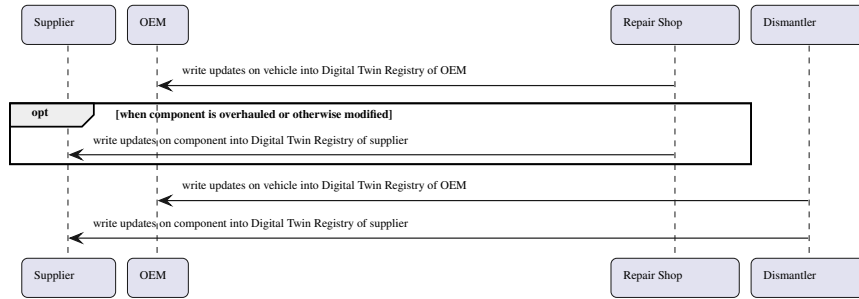 Supplier
OEM
Repair Shop
Dismantler
write updates on vehicle into Digital Twin Registry of OEM
opt
[when component is overhauled or otherwise modified]
write updates on component into Digital Twin Registry of supplier
write updates on vehicle into Digital Twin Registry of OEM
write updates on component into Digital Twin Registry of supplier
Supplier
OEM
Repair Shop
Dismantler